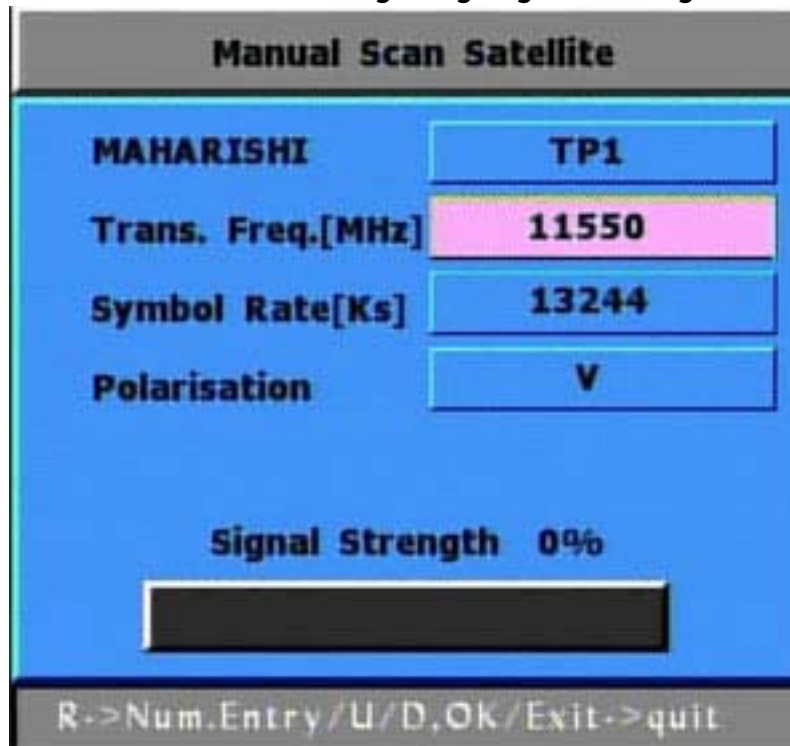 Manual Scan Satellite
MAHARISHI TP1
Trans. Freq.[MHz] 11550
Symbol Rate[Ks] 13244
Polarisation V
Signal Strength 0%
R->Num.Entry/U/D,OK/Exit->quit